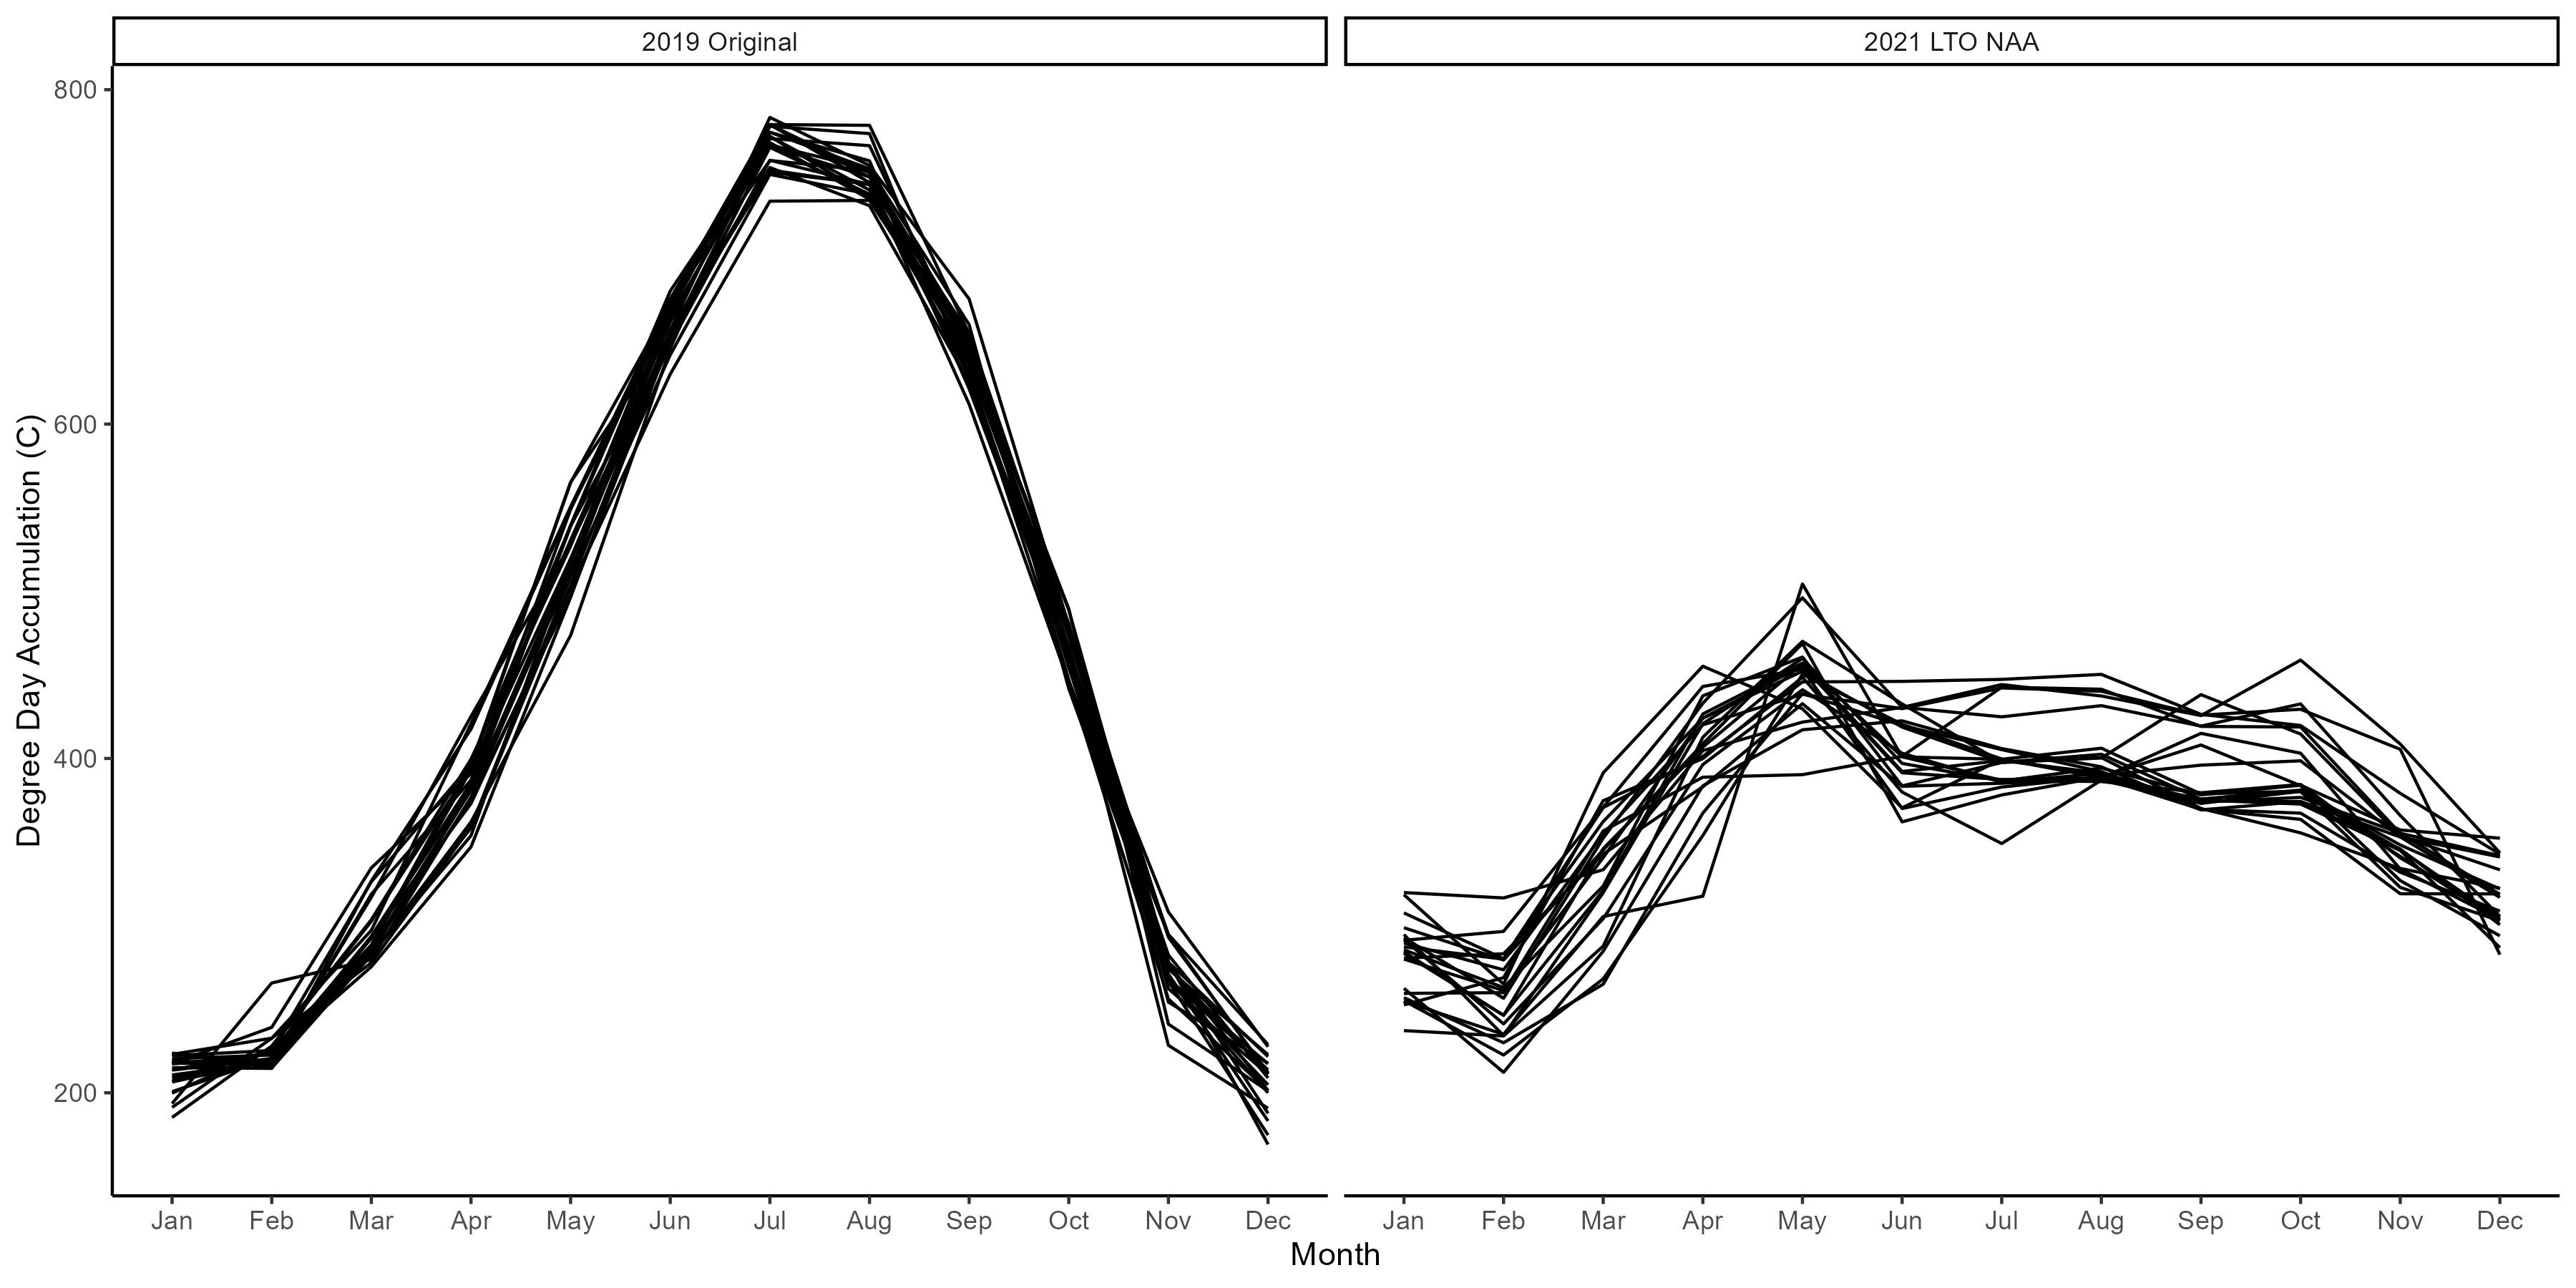 2019 Original
2021 LTO NAA
Degree Day Accumulation (C)
800
600
400
200
Jan Feb Mar Apr May Jun Jul Aug Sep Oct Nov Dec
Jan Feb Mar Apr May Jun Jul Aug Sep Oct Nov Dec
Month